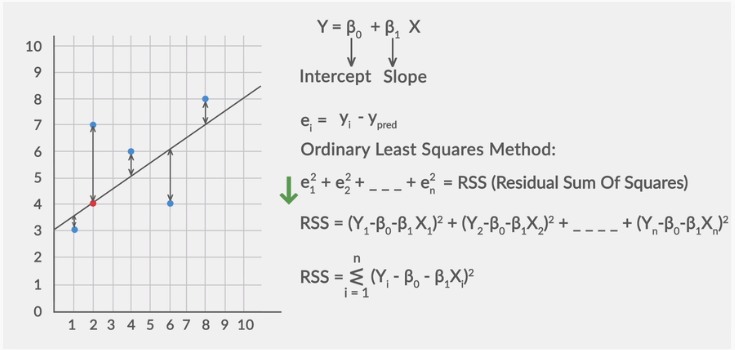 Y = β₀ + β₁ X
Intercept Slope
eᵢ = yᵢ - y_pred
Ordinary Least Squares Method:
e₁² + e₂² + _ _ _ + eₙ² = RSS (Residual Sum Of Squares)
RSS = (Y₁-β₀-β₁X₁)² + (Y₂-β₀-β₁X₂)² + _ _ _ _ + (Yₙ-β₀-β₁Xₙ)²
n
RSS = Σ (Yᵢ - β₀ - β₁Xᵢ)²
i = 1
10
9
8
7
6
5
4
3
2
1
0
1 2 3 4 5 6 7 8 9 10